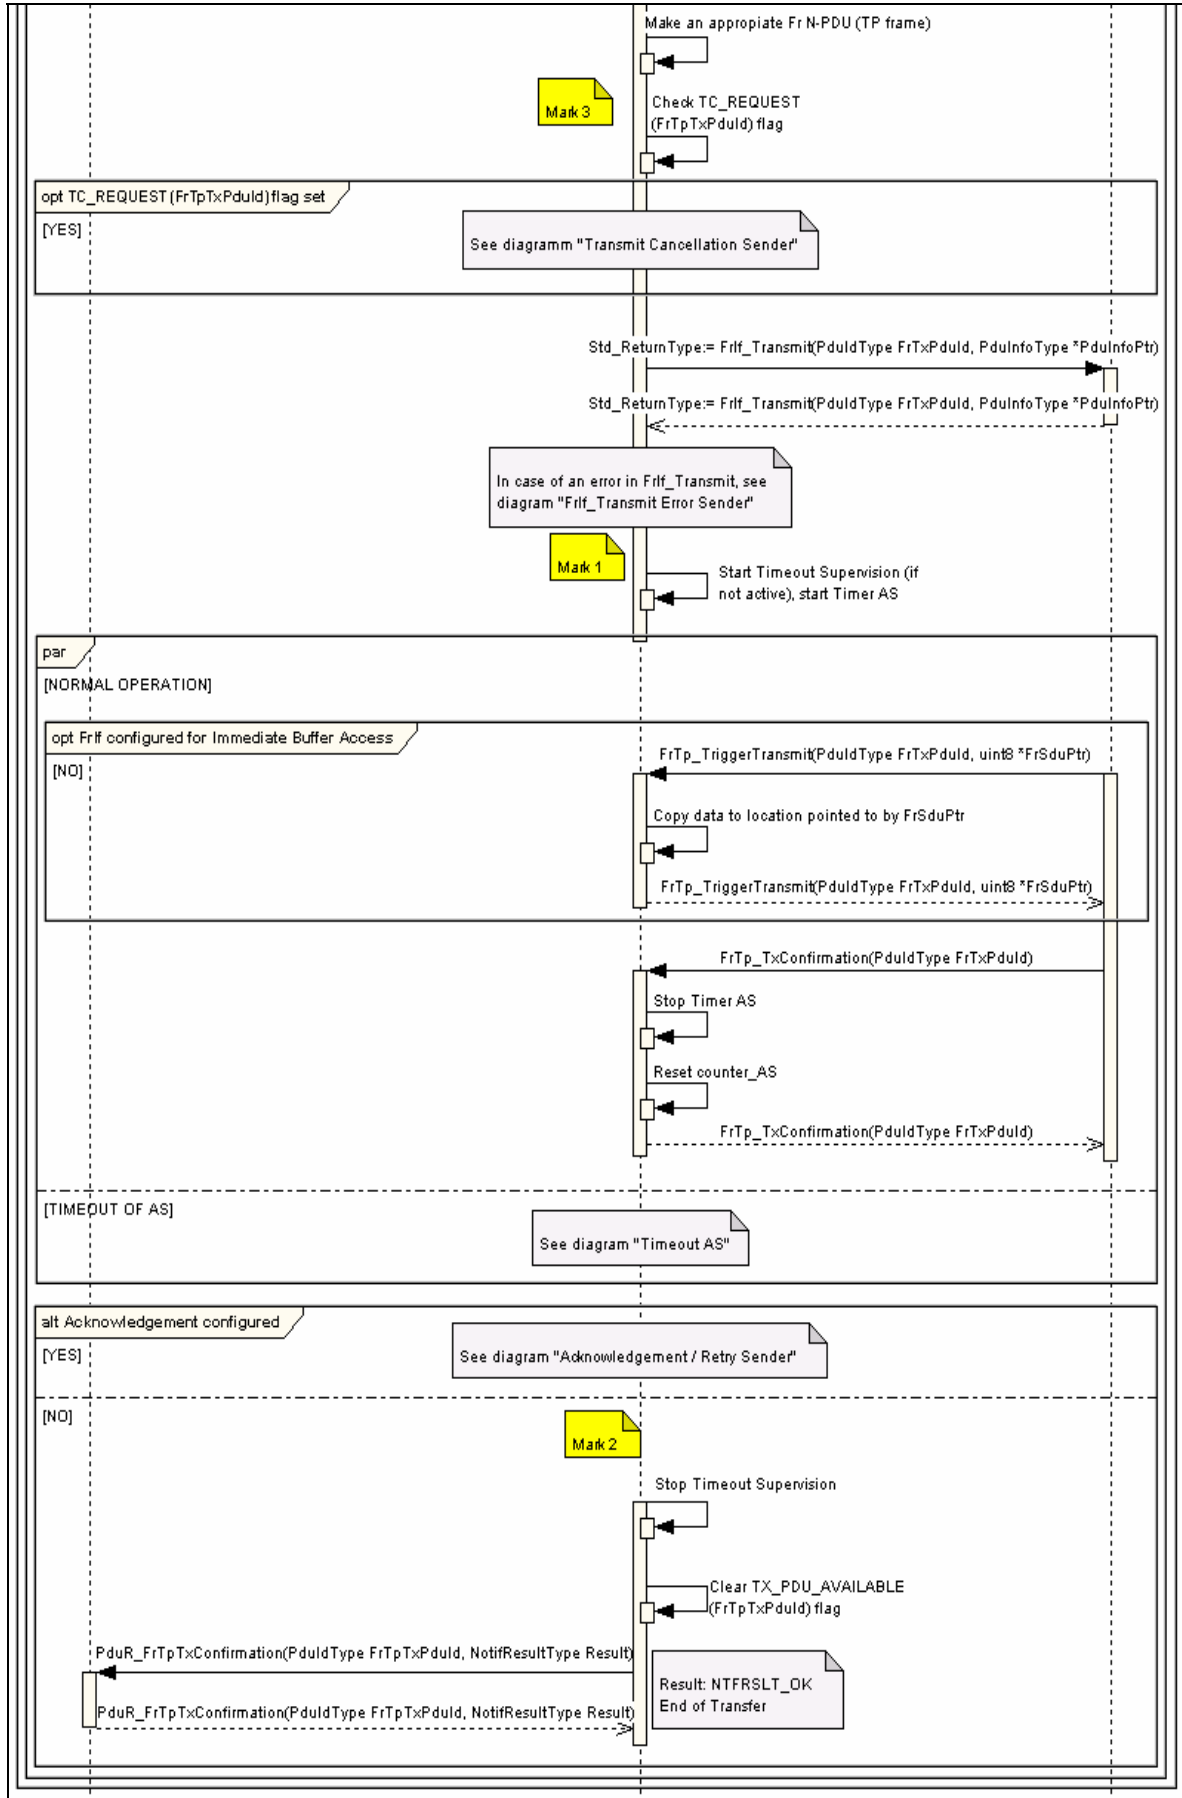 Make an appropiate Fr N-PDU (TP frame)
Mark 3
Check TC_REQUEST
(FrTpTxPduId) flag
opt TC_REQUEST (FrTpTxPduId) flag set
[YES]
See diagramm "Transmit Cancellation Sender"
Std_ReturnType:= FrIf_Transmit(PduIdType FrTxPduId, PduInfoType *PduInfoPtr)
Std_ReturnType:= FrIf_Transmit(PduIdType FrTxPduId, PduInfoType *PduInfoPtr)
In case of an error in FrIf_Transmit, see
diagram "FrIf_Transmit Error Sender"
Mark 1
Start Timeout Supervision (if
not active), start Timer AS
par
[NORMAL OPERATION]
opt FrIf configured for Immediate Buffer Access
[NO]
FrTp_TriggerTransmit(PduIdType FrTxPduId, uint8 *FrSduPtr)
Copy data to location pointed to by FrSduPtr
FrTp_TriggerTransmit(PduIdType FrTxPduId, uint8 *FrSduPtr)
FrTp_TxConfirmation(PduIdType FrTxPduId)
Stop Timer AS
Reset counter_AS
FrTp_TxConfirmation(PduIdType FrTxPduId)
[TIMEOUT OF AS]
See diagram "Timeout AS"
alt Acknowledgement configured
[YES]
See diagram "Acknowledgement / Retry Sender"
[NO]
Mark 2
Stop Timeout Supervision
Clear TX_PDU_AVAILABLE
(FrTpTxPduId) flag
PduR_FrTpTxConfirmation(PduIdType FrTpTxPduId, NotifResultType Result)
Result: NTFRSLT_OK
End of Transfer
PduR_FrTpTxConfirmation(PduIdType FrTpTxPduId, NotifResultType Result)